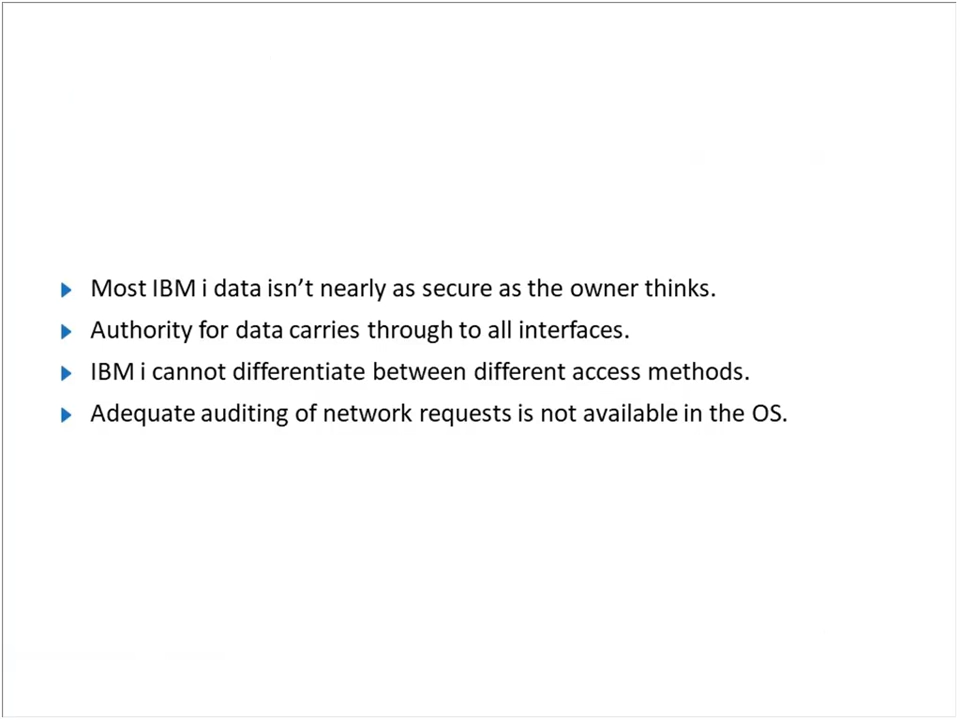 Most IBM i data isn’t nearly as secure as the owner thinks.
Authority for data carries through to all interfaces.
IBM i cannot differentiate between different access methods.
Adequate auditing of network requests is not available in the OS.